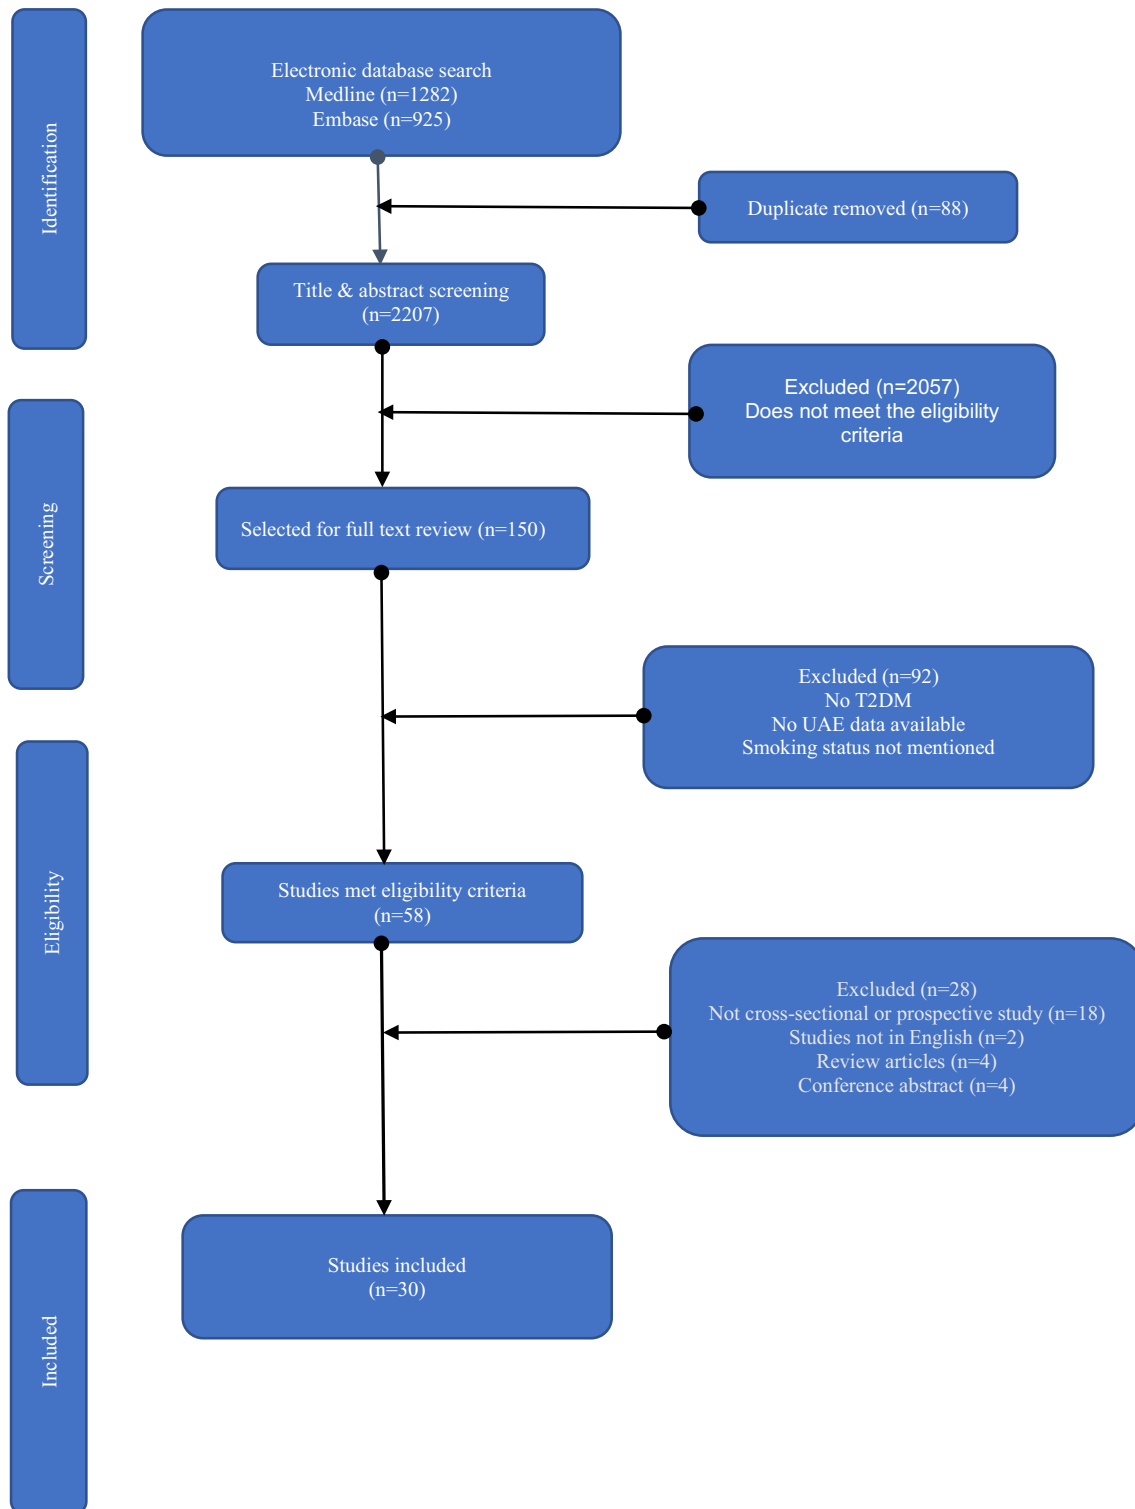 Identification
Electronic database search
Medline (n=1282)
Embase (n=925)
Duplicate removed (n=88)
Title & abstract screening
(n=2207)
Screening
Excluded (n=2057)
Does not meet the eligibility
criteria
Selected for full text review (n=150)
Excluded (n=92)
No T2DM
No UAE data available
Smoking status not mentioned
Eligibility
Studies met eligibility criteria
(n=58)
Excluded (n=28)
Not cross-sectional or prospective study (n=18)
Studies not in English (n=2)
Review articles (n=4)
Conference abstract (n=4)
Included
Studies included
(n=30)